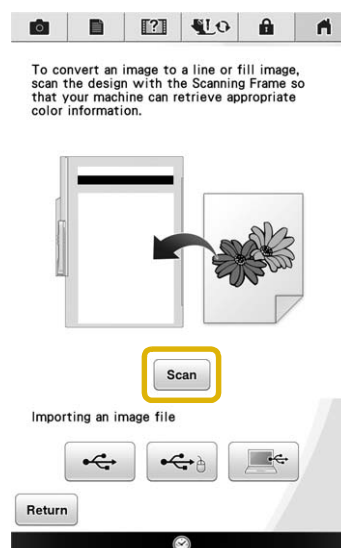 [?]
To convert an image to a line or fill image,
scan the design with the Scanning Frame so
that your machine can retrieve appropriate
color information.
Scan
Importing an image file
Return